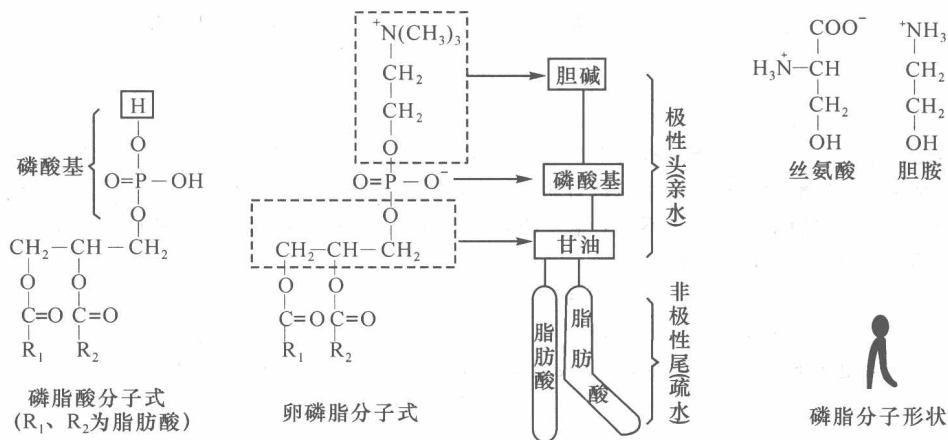 H
O
磷酸基
O=P-OH
O
CH₂-CH-CH₂
O
O
C=O C=O
R₁ R₂
磷脂酸分子式
(R₁、R₂为脂肪酸)
⁺N(CH₃)₃
CH₂
CH₂
O
O=P-O⁻
O
CH₂-CH-CH₂
O
O
C=O C=O
R₁ R₂
卵磷脂分子式
胆碱
磷酸基
甘油
脂肪酸
脂肪酸
极性头(亲水)
非极性尾(疏水)
COO⁻
H₃N⁺-CH
CH₂
OH
丝氨酸
⁺NH₃
CH₂
CH₂
OH
胆胺
磷脂分子形状